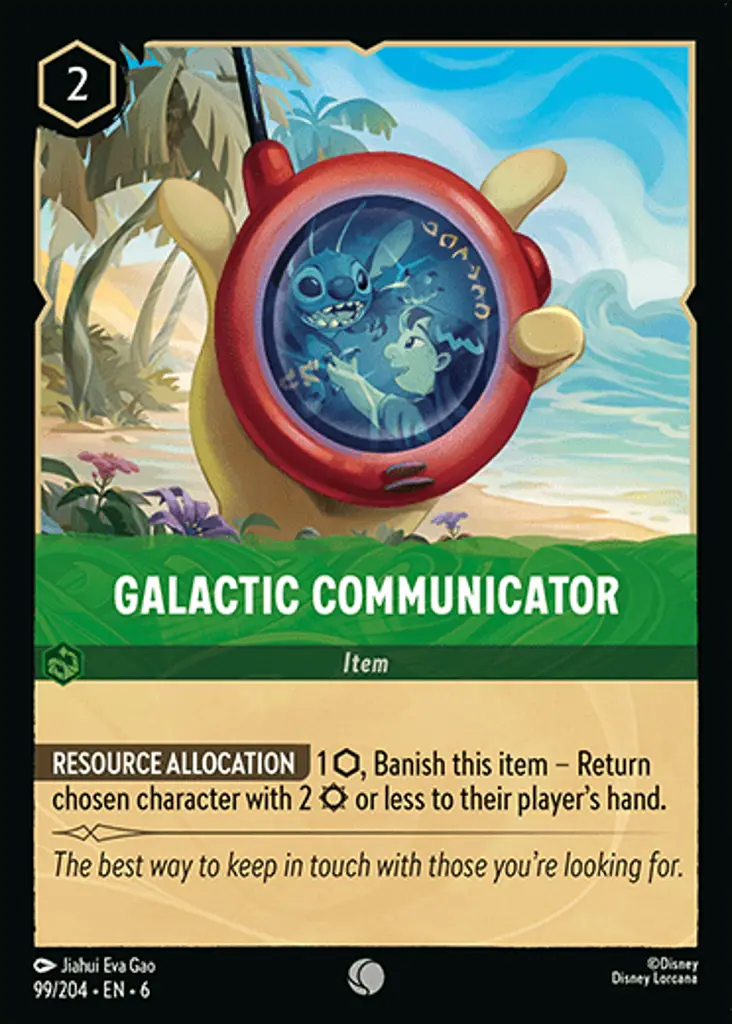 2
GALACTIC COMMUNICATOR
Item
RESOURCE ALLOCATION 1 ⬡, Banish this item – Return
chosen character with 2 ¤ or less to their player’s hand.
The best way to keep in touch with those you’re looking for.
Jiahui Eva Gao
99/204 • EN • 6
©Disney
Disney Lorcana